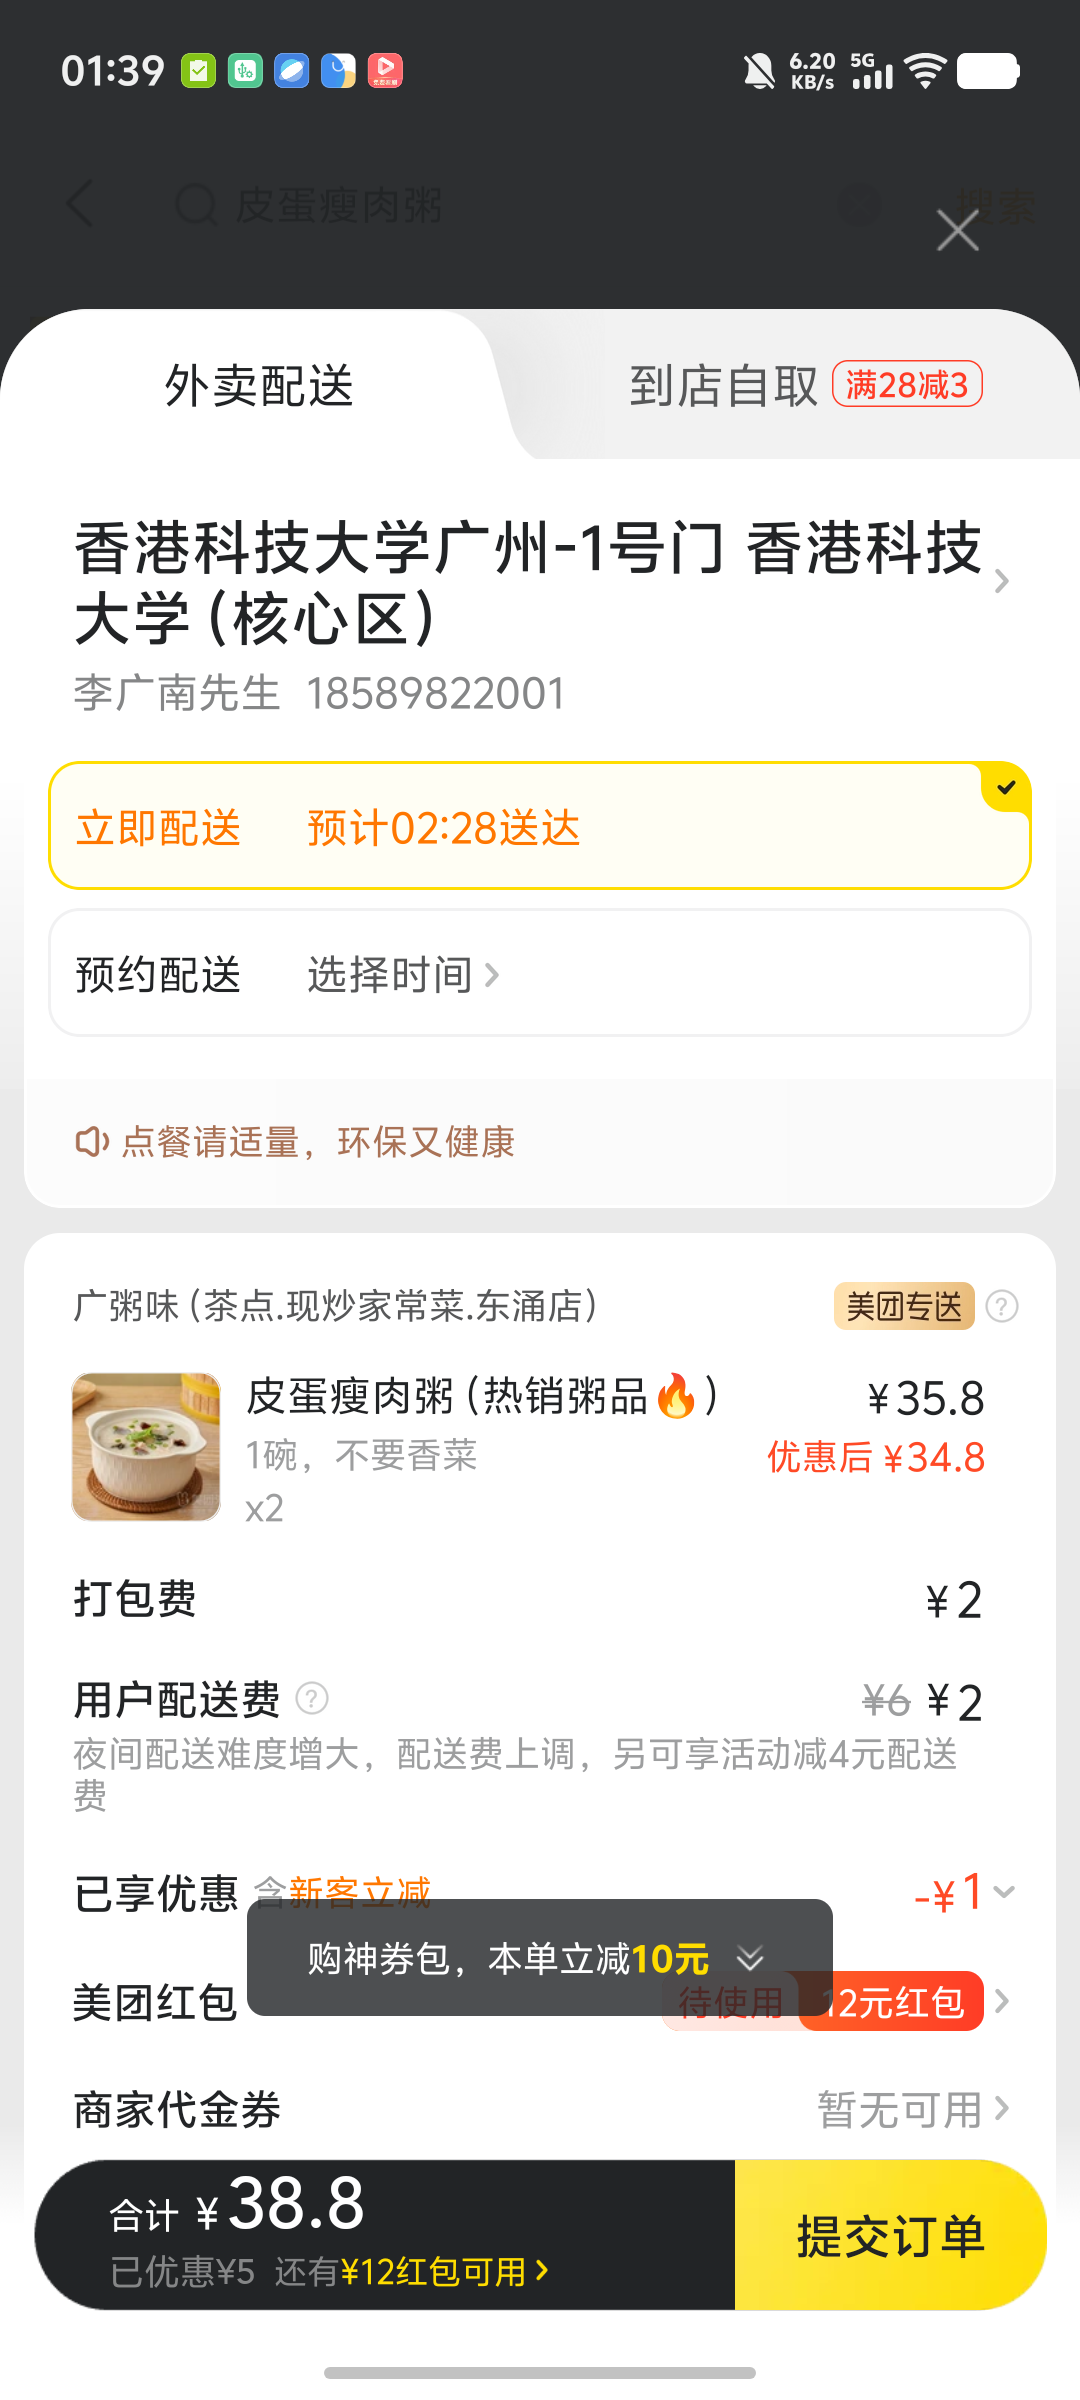 01:39
6.20
KB/s
5G
皮蛋瘦肉粥
搜索
外卖配送
到店自取 满28减3
香港科技大学广州-1号门 香港科技
大学(核心区)
李广南先生 18589822001
立即配送 预计02:28送达
预约配送 选择时间
点餐请适量，环保又健康
广粥味(茶点.现炒家常菜.东涌店)
美团专送 ?
皮蛋瘦肉粥(热销粥品🔥)
¥35.8
1碗，不要香菜
优惠后 ¥34.8
x2
打包费 ¥2
用户配送费 ? ¥6 ¥2
夜间配送难度增大，配送费上调，另可享活动减4元配送
费
已享优惠 含新客立减 -¥1
购神券包，本单立减10元
美团红包 待使用 12元红包
商家代金券 暂无可用
合计 ¥38.8
已优惠¥5 还有¥12红包可用
提交订单